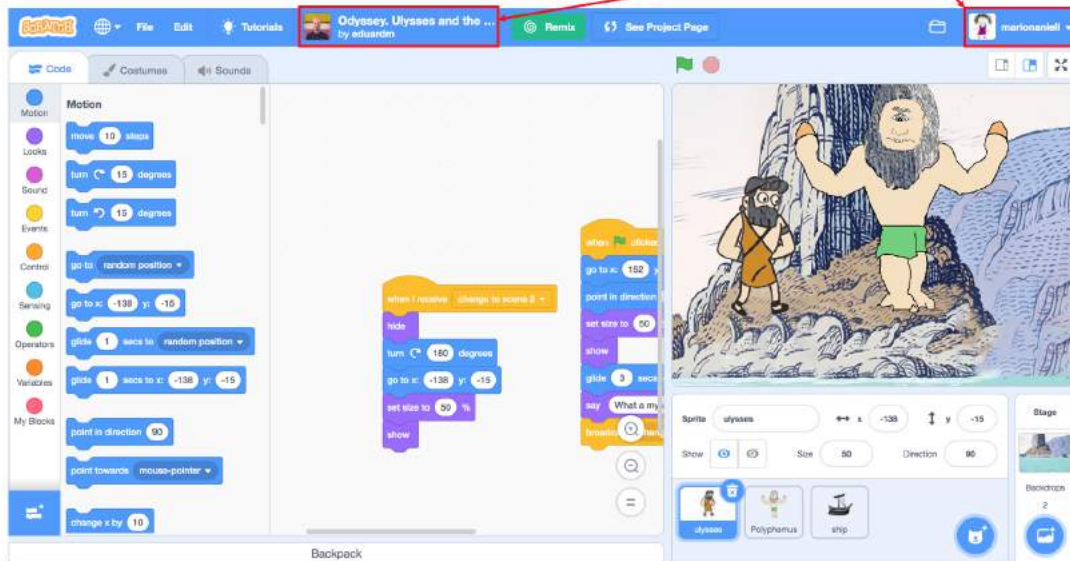 SCRATCH File Edit Tutorials Odyssey. Ulysses and the ... by eduardm Remix See Project Page marionanieli
Code Costumes Sounds
Motion
Looks
Sound
Events
Control
Sensing
Operators
Variables
My Blocks
Motion
move 10 steps
turn 15 degrees
turn 15 degrees
go to random position
go to x: -138 y: -15
glide 1 secs to random position
glide 1 secs to x: -138 y: -15
point in direction 90
point towards mouse-pointer
change x by 10
when I receive change to scene 2
hide
turn 180 degrees
go to x: -138 y: -15
set size to 50 %
show
when clicked
go to x: 152
point in direction
set size to 50
show
glide 3 secs
say What a my
Sprite ulysses x -138 y -15
Show Size 50 Direction 90
ulysses Polyphemus ship
Stage
Backdrops
2
Backpack